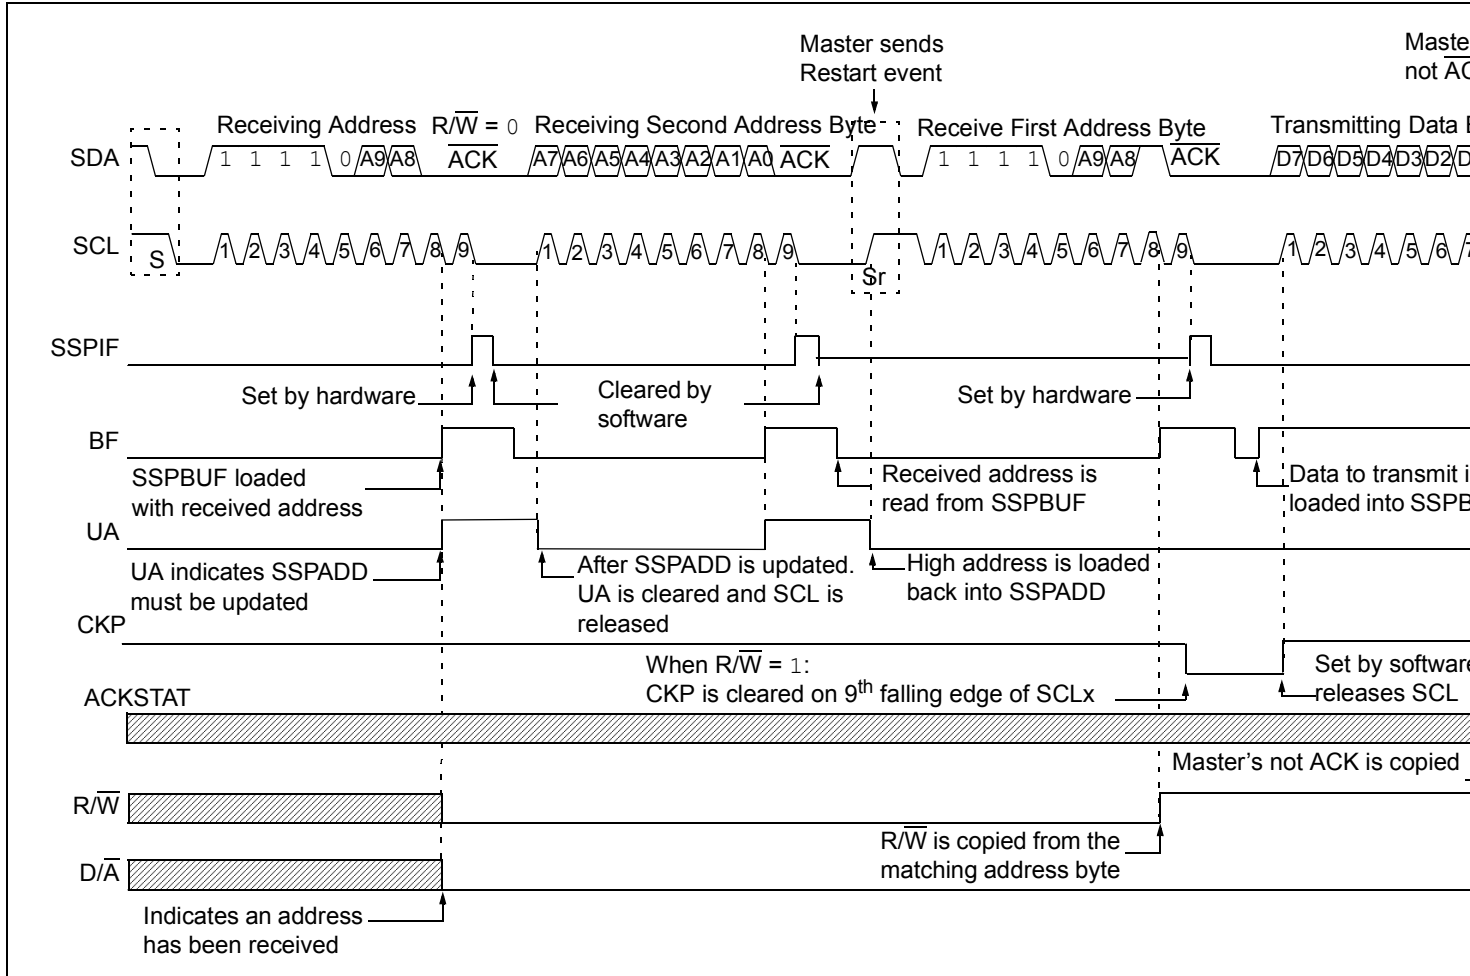 Master sends
Restart event
Maste
not AC
Receiving Address R/W = 0 Receiving Second Address Byte Receive First Address Byte Transmitting Data B
SDA 1 1 1 1 0 A9 A8 ACK A7 A6 A5 A4 A3 A2 A1 A0 ACK 1 1 1 1 0 A9 A8 ACK D7 D6 D5 D4 D3 D2 D
SCL S 1 2 3 4 5 6 7 8 9 1 2 3 4 5 6 7 8 9 Sr 1 2 3 4 5 6 7 8 9 1 2 3 4 5 6 7
SSPIF
Set by hardware
Cleared by
software
Set by hardware
BF
SSPBUF loaded
with received address
Received address is
read from SSPBUF
Data to transmit i
loaded into SSPB
UA
UA indicates SSPADD
must be updated
After SSPADD is updated.
UA is cleared and SCL is
released
High address is loaded
back into SSPADD
CKP
When R/W = 1:
CKP is cleared on 9th falling edge of SCLx
Set by software
releases SCL
ACKSTAT
Master's not ACK is copied
R/W
R/W is copied from the
matching address byte
D/A
Indicates an address
has been received